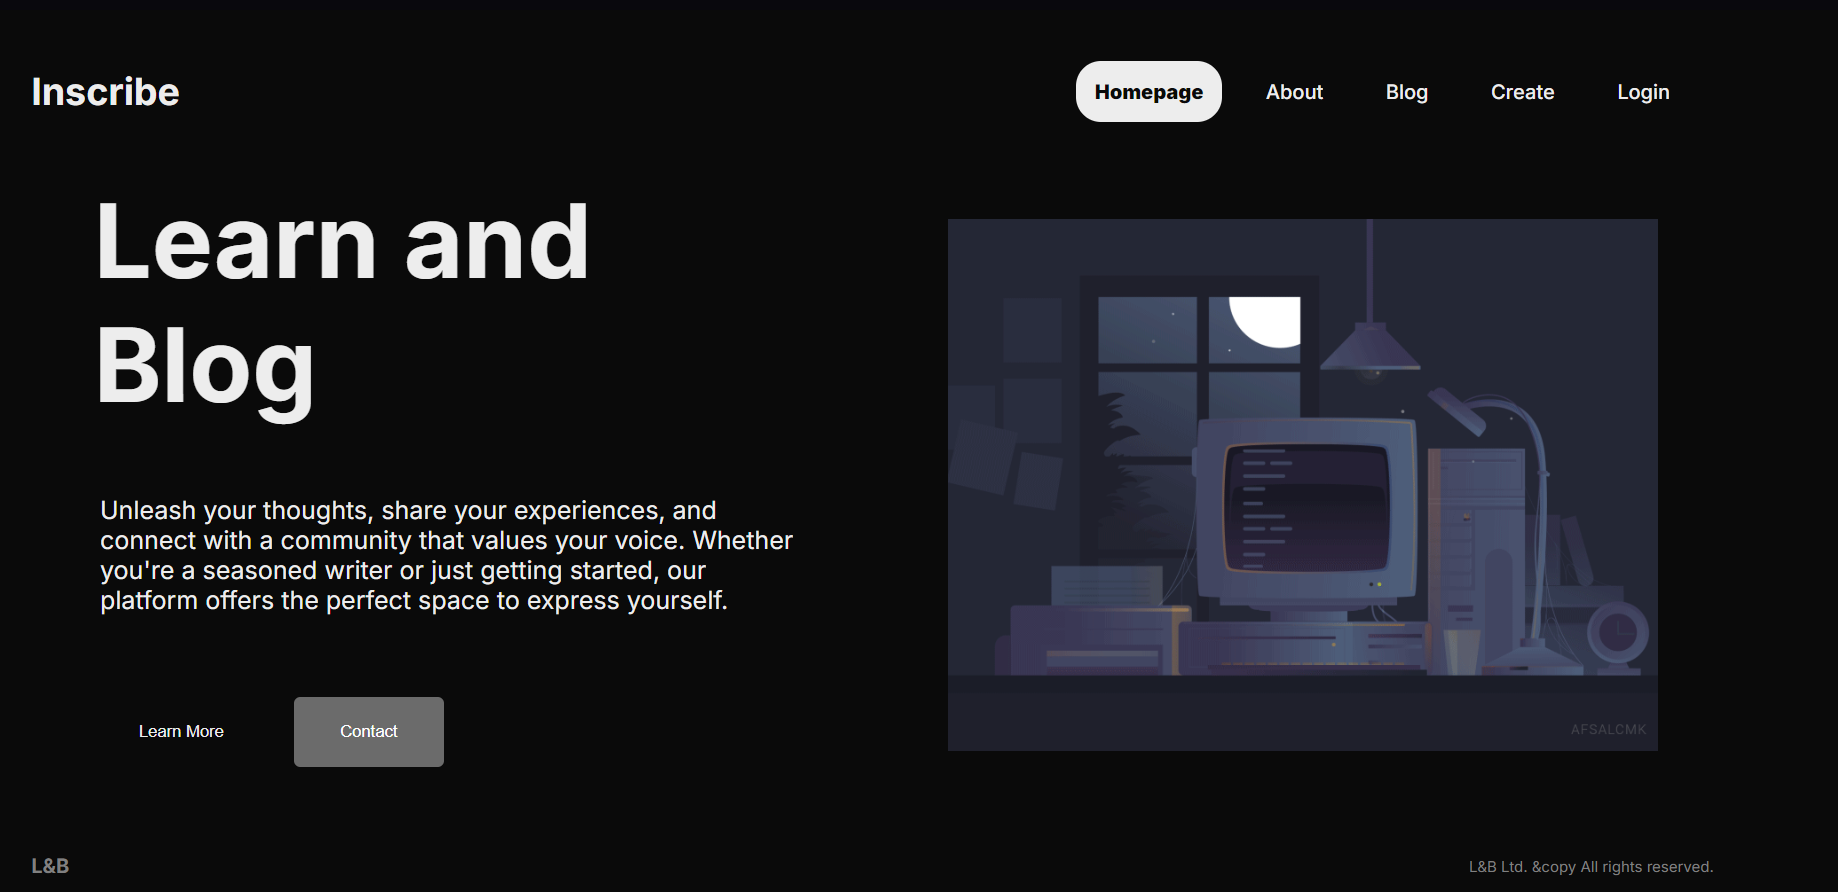 Inscribe
Homepage About Blog Create Login
Learn and
Blog
Unleash your thoughts, share your experiences, and
connect with a community that values your voice. Whether
you're a seasoned writer or just getting started, our
platform offers the perfect space to express yourself.
Learn More Contact
AFSALCMK
L&B
L&B Ltd. &copy All rights reserved.